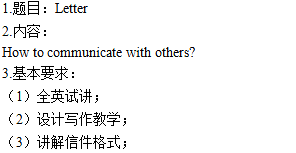 1.题目：Letter
2.内容：
How to communicate with others?
3.基本要求：
（1）全英试讲；
（2）设计写作教学；
（3）讲解信件格式；